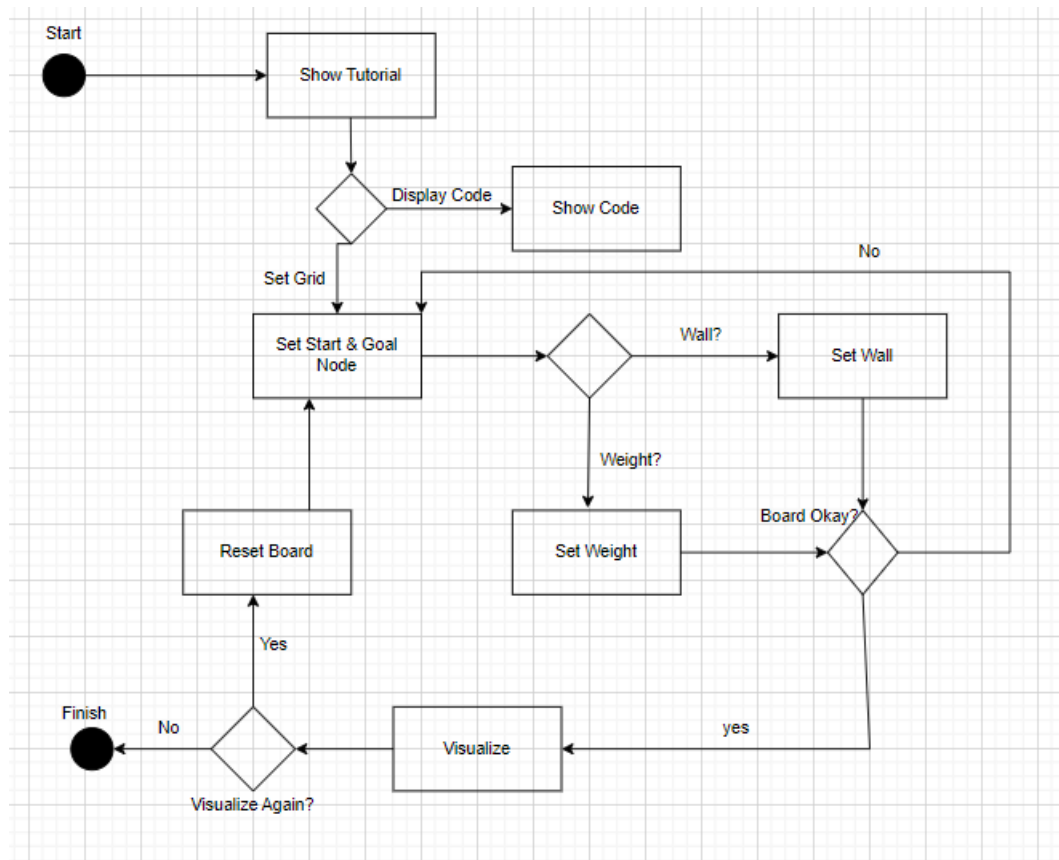 Start
Show Tutorial
Display Code
Show Code
No
Set Grid
Set Start & Goal
Node
Wall?
Set Wall
Weight?
Board Okay?
Reset Board
Set Weight
Yes
Finish
No
Visualize
yes
Visualize Again?